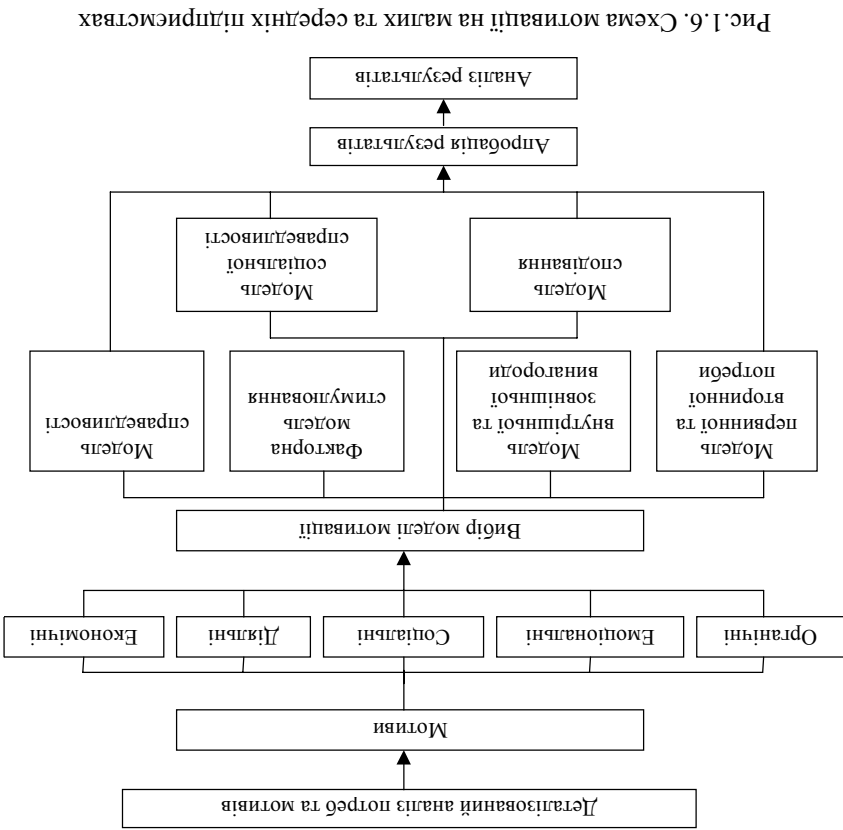 Деталізований аналіз потреб та мотивів
Мотиви
Органічні
Емоціональні
Соціальні
Діяльні
Економічні
Вибір моделі мотивації
Модель
первинної та
вторинної
потреби
Модель
внутрішньої та
зовнішньої
винагороди
Факторна
модель
стимулювання
Модель
справедливості
Модель
сподівання
Модель
соціальної
справедливості
Апробація результатів
Аналіз результатів
Рис.1.6. Схема мотивації на малих та середніх підприємствах